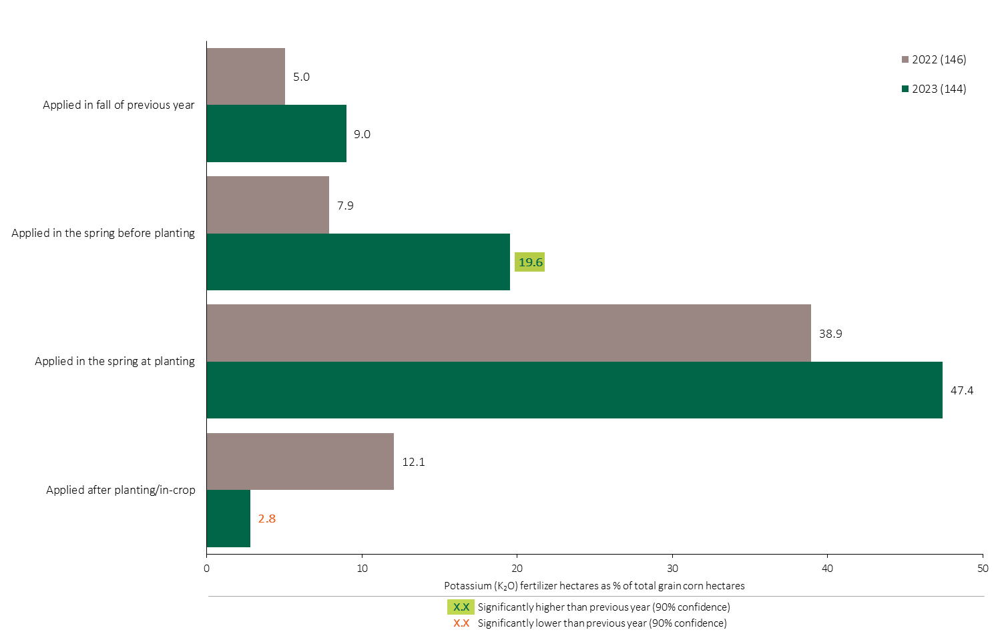 2022 (146)
2023 (144)
Applied in fall of previous year
5.0
9.0
Applied in the spring before planting
7.9
19.6
Applied in the spring at planting
38.9
47.4
Applied after planting/in-crop
12.1
2.8
0 10 20 30 40 50
Potassium (K₂O) fertilizer hectares as % of total grain corn hectares
X.X Significantly higher than previous year (90% confidence)
X.X Significantly lower than previous year (90% confidence)